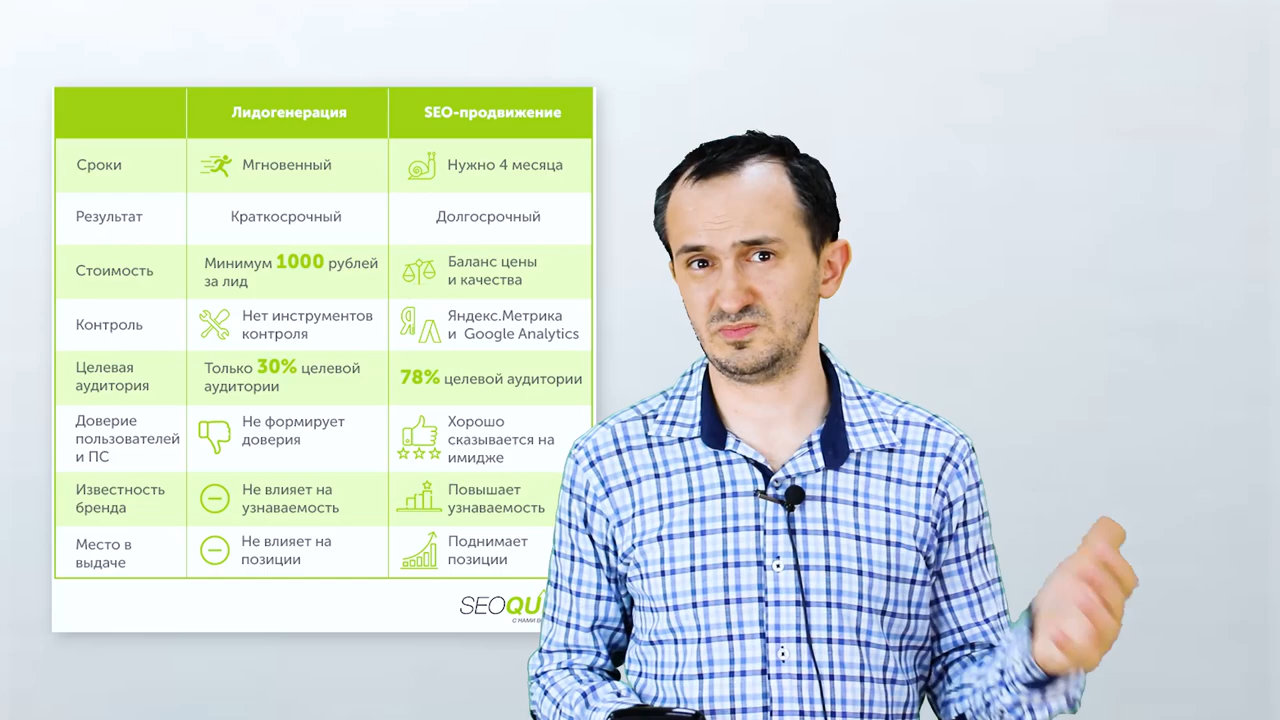 Лидогенерация
SEO-продвижение
Сроки
Мгновенный
Нужно 4 месяца
Результат
Краткосрочный
Долгосрочный
Стоимость
Минимум 1000 рублей
за лид
Баланс цены
и качества
Контроль
Нет инструментов
контроля
Яндекс.Метрика
и Google Analytics
Целевая
аудитория
Только 30% целевой
аудитории
78% целевой аудитории
Доверие
пользователей
и ПС
Не формирует
доверия
Хорошо
сказывается на
имидже
Известность
бренда
Не влияет на
узнаваемость
Повышает
узнаваемость
Место в
выдаче
Не влияет на
позиции
Поднимает
позиции
SEOQU
С НАМИ